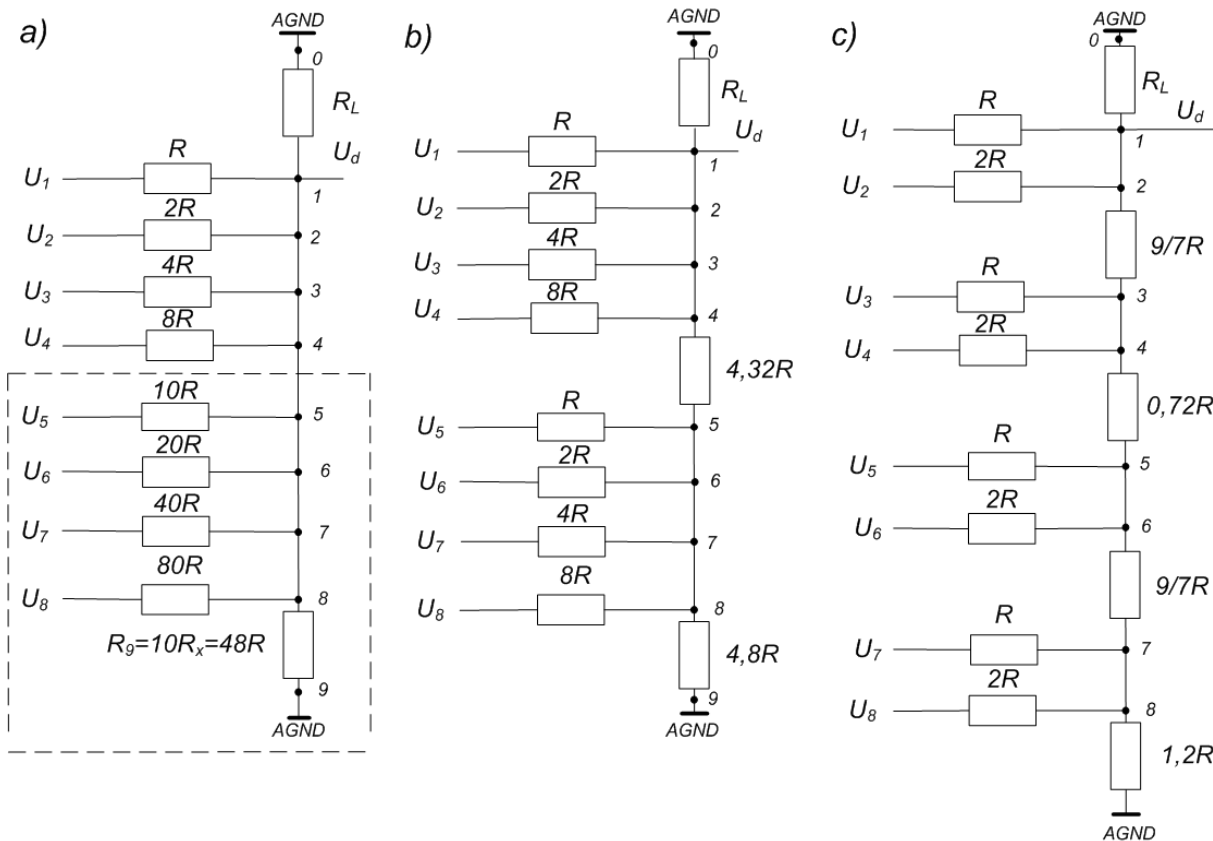 a)
AGND
0
R_L
U_d
R
U_1
1
2R
U_2
2
4R
U_3
3
8R
U_4
4
10R
U_5
5
20R
U_6
6
40R
U_7
7
80R
U_8
8
R_9=10R_x=48R
9
AGND
b)
AGND
0
R_L
U_d
R
U_1
1
2R
U_2
2
4R
U_3
3
8R
U_4
4
4,32R
R
U_5
5
2R
U_6
6
4R
U_7
7
8R
U_8
8
4,8R
9
AGND
c)
AGND
0
R_L
U_d
R
U_1
1
2R
U_2
2
9/7R
R
U_3
3
2R
U_4
4
0,72R
R
U_5
5
2R
U_6
6
9/7R
R
U_7
7
2R
U_8
8
1,2R
AGND